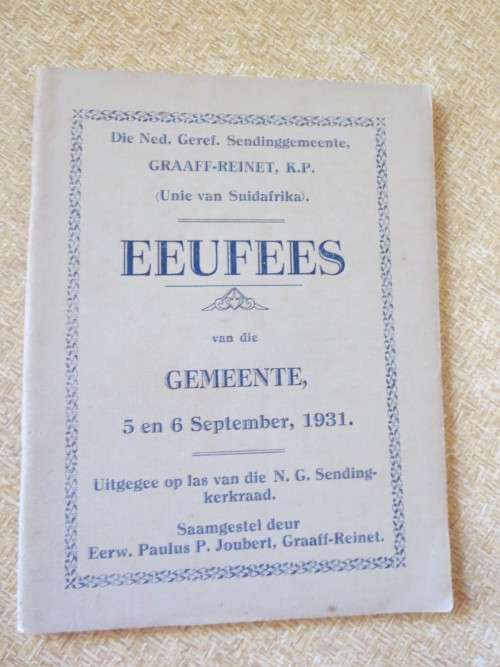 Die Ned. Geref. Sendinggemeente,
GRAAFF-REINET, K.P.
(Unie van Suidafrika).
EEUFEES
van die
GEMEENTE,
5 en 6 September, 1931.
Uitgegee op las van die N. G. Sending-
kerkraad.
Saamgestel deur
Eerw. Paulus P. Joubert, Graaff-Reinet.